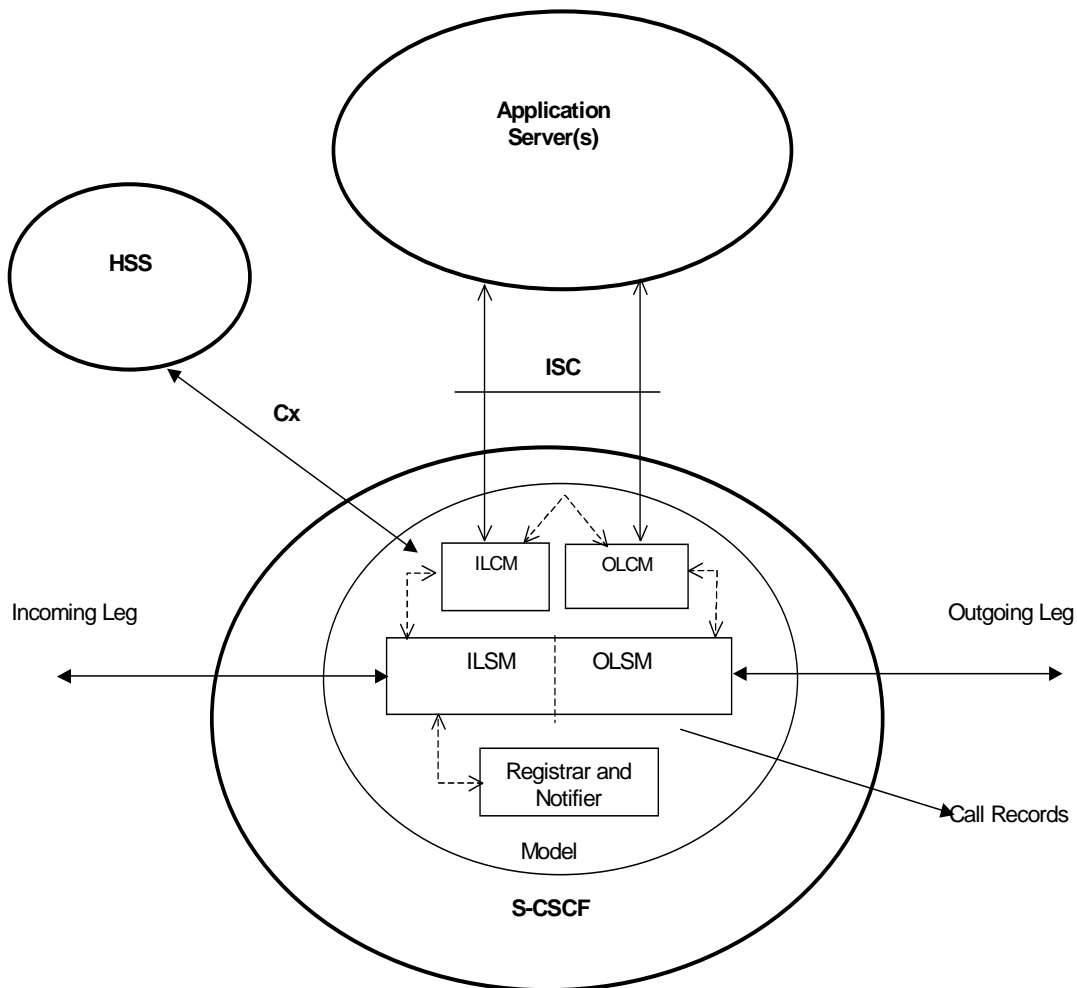 Application
Server(s)
HSS
ISC
Cx
ILCM
OLCM
Incoming Leg
Outgoing Leg
ILSM
OLSM
Registrar and
Notifier
Call Records
Model
S-CSCF